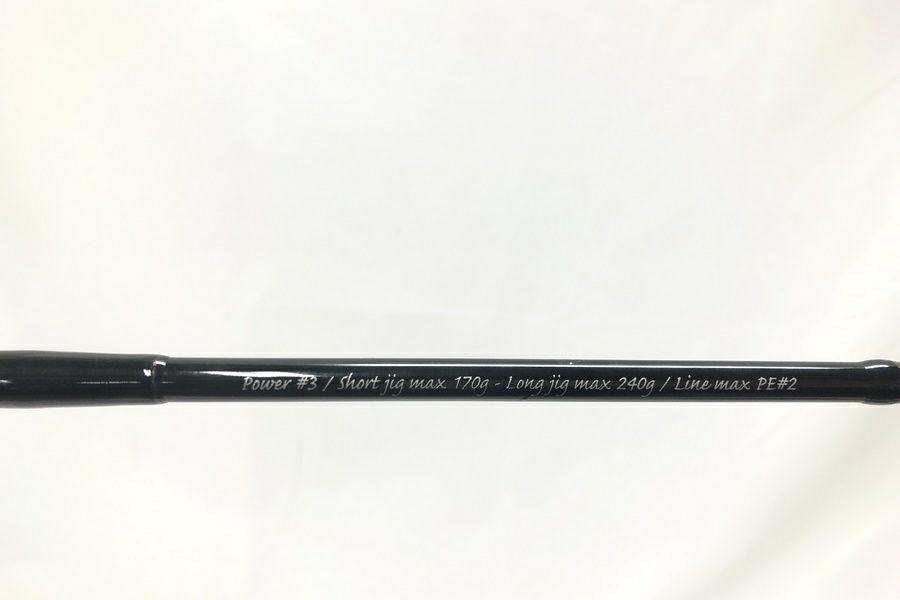 Power #3 / Short jig max 170g - Long jig max 240g / Line max PE#2